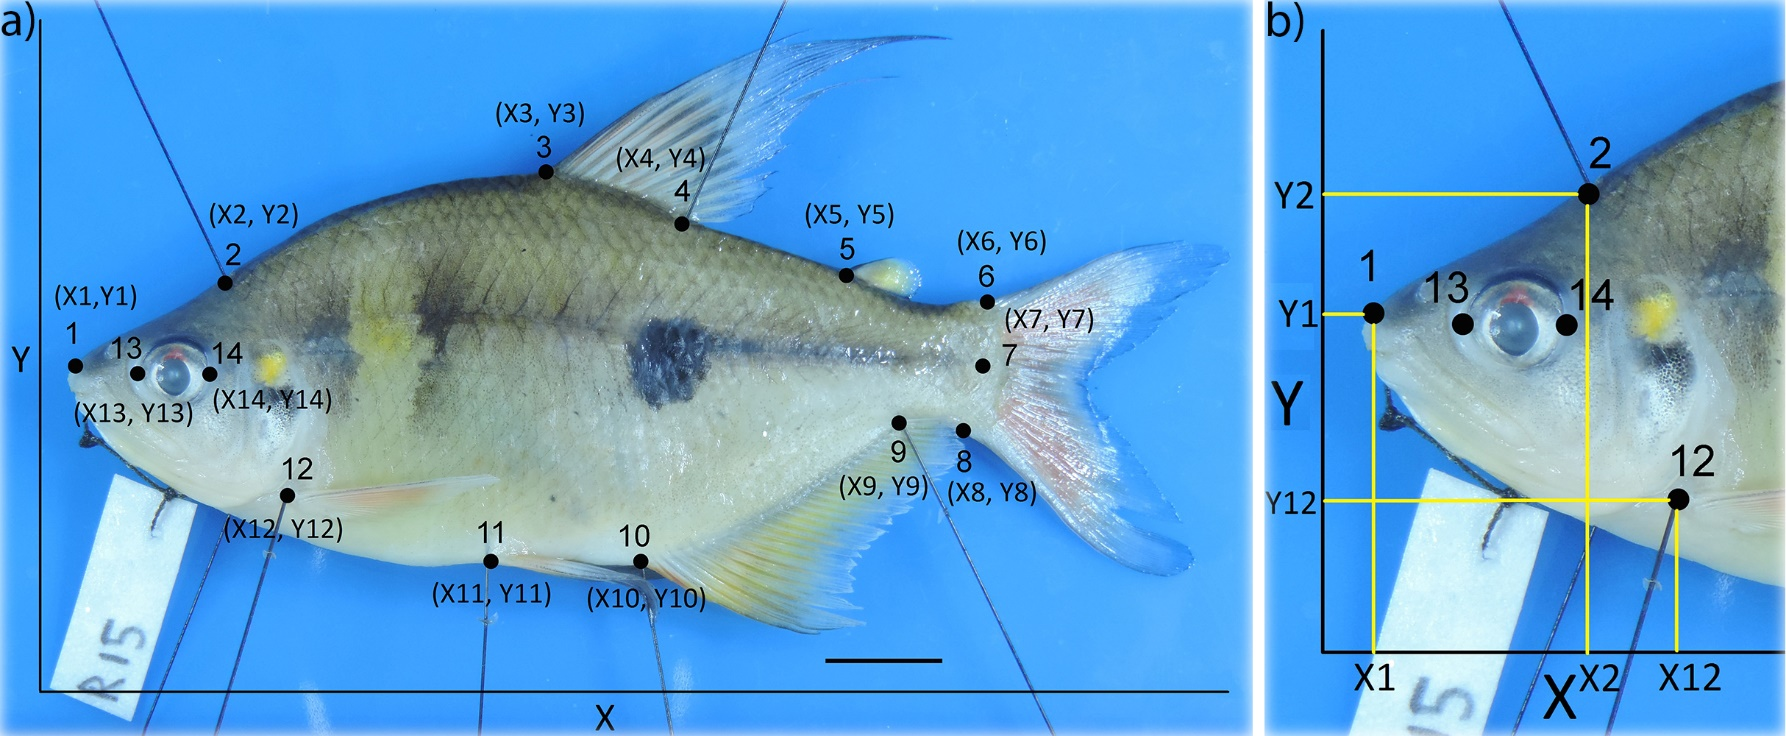 a)
(X3, Y3)
3
(X4, Y4)
4
(X2, Y2)
2
(X5, Y5)
5
(X6, Y6)
6
(X1,Y1)
1
(X7, Y7)
7
Y
13
14
(X14, Y14)
(X13, Y13)
9
8
(X9, Y9)
(X8, Y8)
12
(X12, Y12)
11
10
(X11, Y11)
(X10, Y10)
R15
X
b)
2
Y2
1
13
14
Y1
Y
12
Y12
X1
X
X2
X12
15